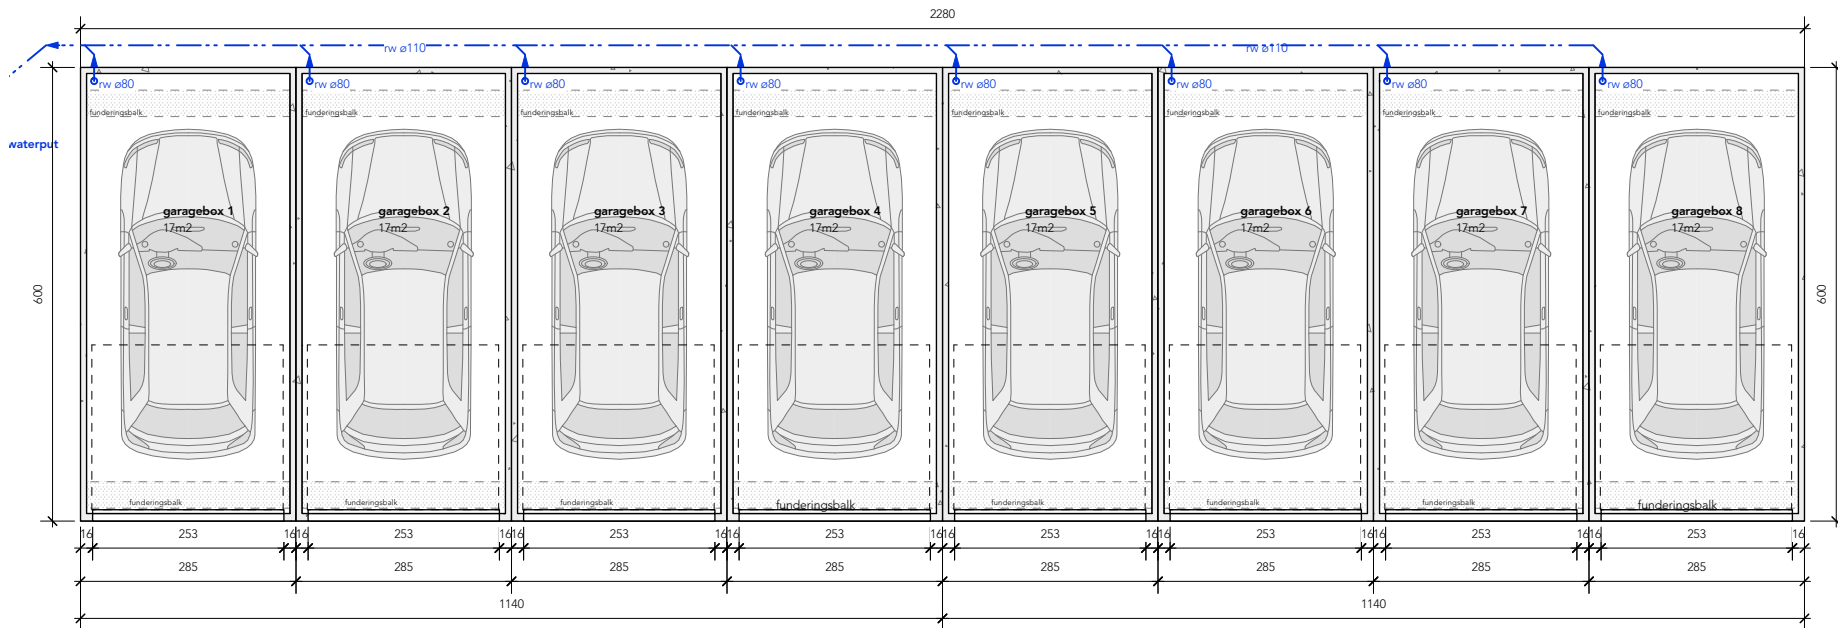 2280
rw ø110
rw ø110
rw ø80
rw ø80
rw ø80
rw ø80
rw ø80
rw ø80
rw ø80
rw ø80
funderingsbalk
funderingsbalk
funderingsbalk
funderingsbalk
funderingsbalk
funderingsbalk
funderingsbalk
funderingsbalk
waterput
garagebox 1
17m2
garagebox 2
17m2
garagebox 3
17m2
garagebox 4
17m2
garagebox 5
17m2
garagebox 6
17m2
garagebox 7
17m2
garagebox 8
17m2
600
600
funderingsbalk
funderingsbalk
funderingsbalk
funderingsbalk
funderingsbalk
funderingsbalk
funderingsbalk
funderingsbalk
16 253 16 16 253 16 16 253 16 16 253 16 16 253 16 16 253 16 16 253 16 16 253 16
285 285 285 285 285 285 285 285
1140 1140